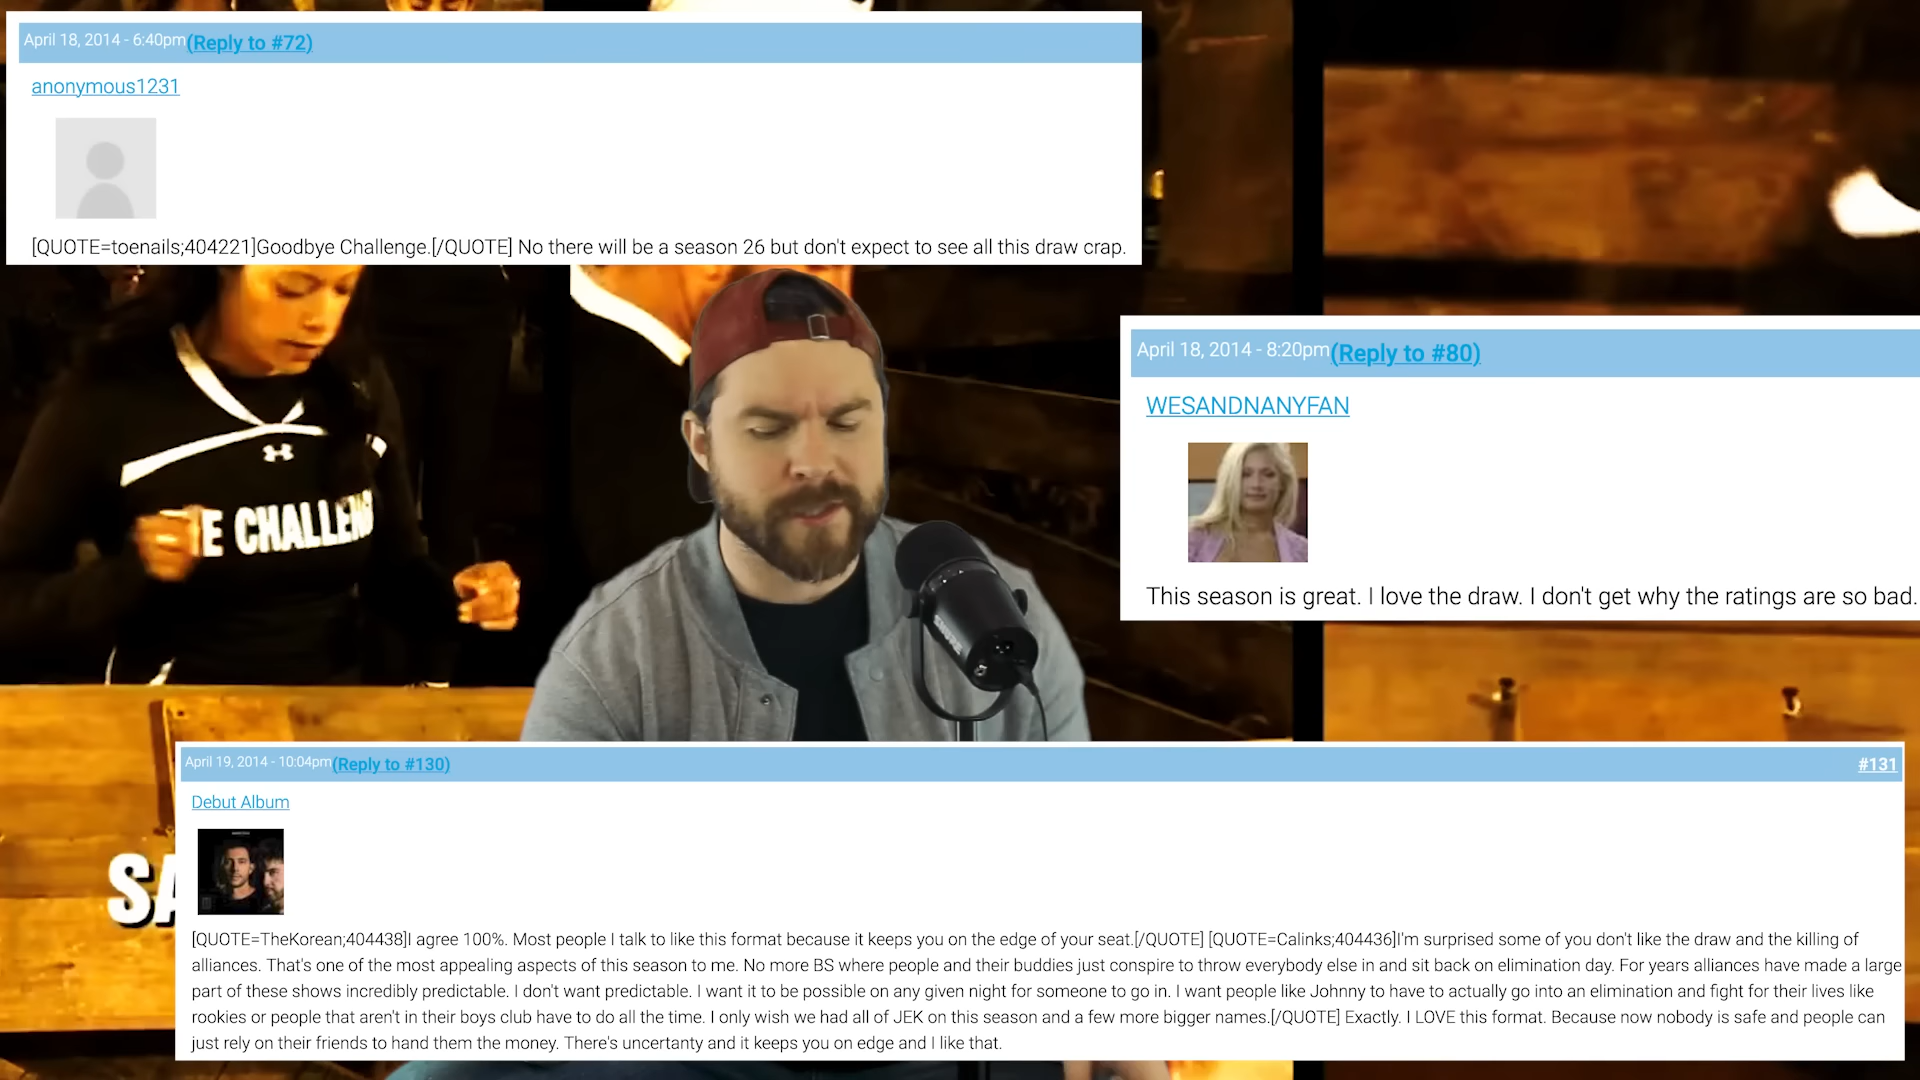 April 18, 2014 - 6:40pm(Reply to #72)
anonymous1231
[QUOTE=toenails;404221]Goodbye Challenge.[/QUOTE] No there will be a season 26 but don't expect to see all this draw crap.
April 18, 2014 - 8:20pm(Reply to #80)
WESANDNANYFAN
This season is great. I love the draw. I don't get why the ratings are so bad.
E CHALLEN
SHURE
April 19, 2014 - 10:04pm(Reply to #130)
#131
Debut Album
SA
[QUOTE=TheKorean;404438]I agree 100%. Most people I talk to like this format because it keeps you on the edge of your seat.[/QUOTE] [QUOTE=Calinks;404436]I'm surprised some of you don't like the draw and the killing of
alliances. That's one of the most appealing aspects of this season to me. No more BS where people and their buddies just conspire to throw everybody else in and sit back on elimination day. For years alliances have made a large
part of these shows incredibly predictable. I don't want predictable. I want it to be possible on any given night for someone to go in. I want people like Johnny to have to actually go into an elimination and fight for their lives like
rookies or people that aren't in their boys club have to do all the time. I only wish we had all of JEK on this season and a few more bigger names.[/QUOTE] Exactly. I LOVE this format. Because now nobody is safe and people can
just rely on their friends to hand them the money. There's uncertanty and it keeps you on edge and I like that.